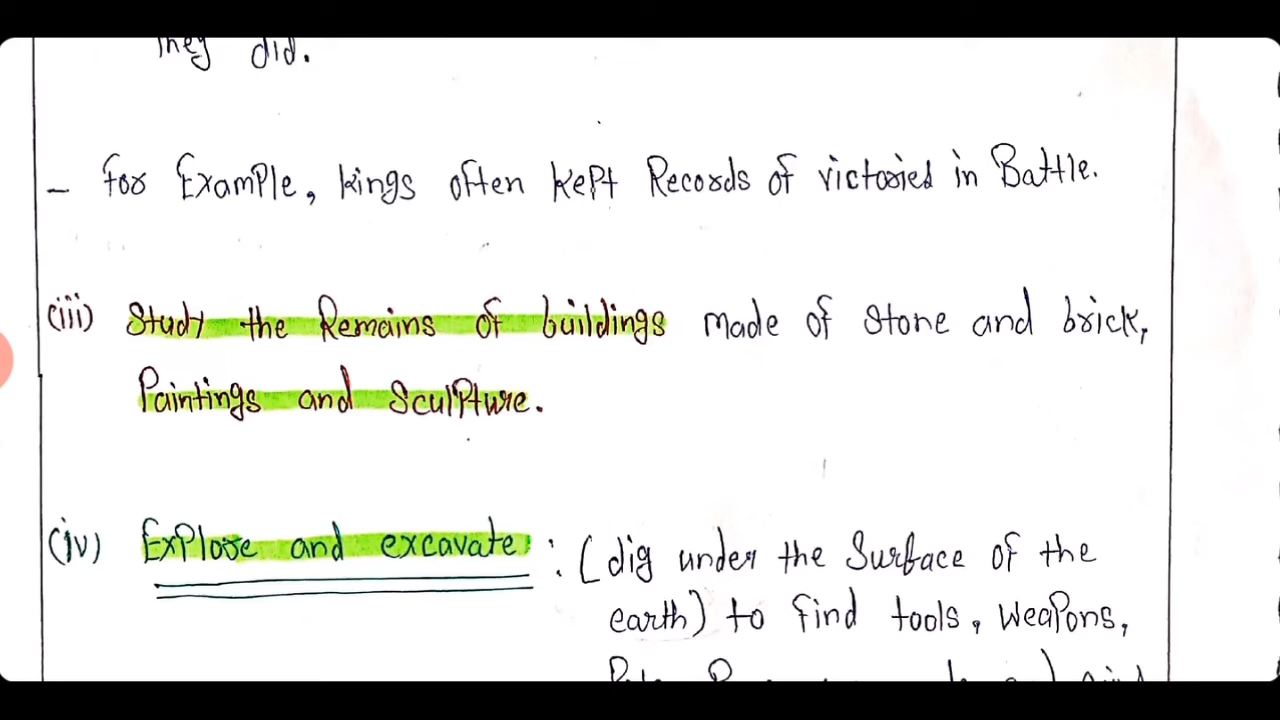 They did.
- for Example, kings often kept Records of victories in Battle.
(iii) Study the Remains of buildings made of stone and brick,
Paintings and Sculpture.
(iv) Explore and excavate : (dig under the Surface of the
earth) to find tools, weapons,